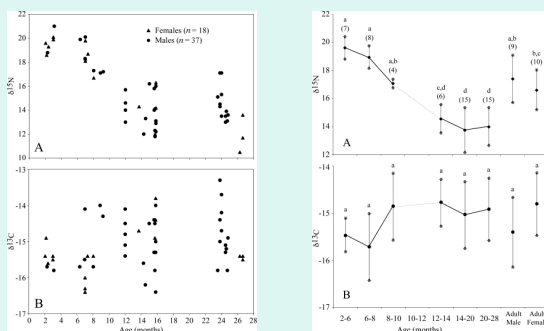 ▲ Females (n = 18)
● Males (n = 37)
δ15N
22
20
18
16
14
12
10
A
δ13C
-13
-14
-15
-16
-17
B
0 2 4 6 8 10 12 14 16 18 20 22 24 26 28
Age (months)
δ15N
22
20
18
16
14
12
10
a
(7)
a
(8)
a,b
(4)
c,d
(6)
d
(15)
d
(15)
a,b
(9)
b,c
(9)
A
δ13C
-13
-14
-15
-16
-17
a a a a a a a a
B
2-6 6-8 8-10 10-12 12-14 14-20 20-28 Adult Male Adult Female
Age (months)